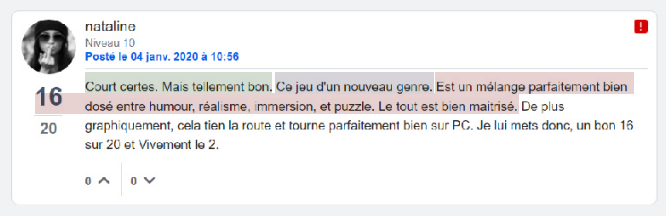 nataline
Niveau 10
Posté le 04 janv. 2020 à 10:56
16
20
Court certes. Mais tellement bon. Ce jeu d'un nouveau genre. Est un mélange parfaitement bien
dosé entre humour, réalisme, immersion, et puzzle. Le tout est bien maitrisé. De plus
graphiquement, cela tien la route et tourne parfaitement bien sur PC. Je lui mets donc, un bon 16
sur 20 et Vivement le 2.
0 0